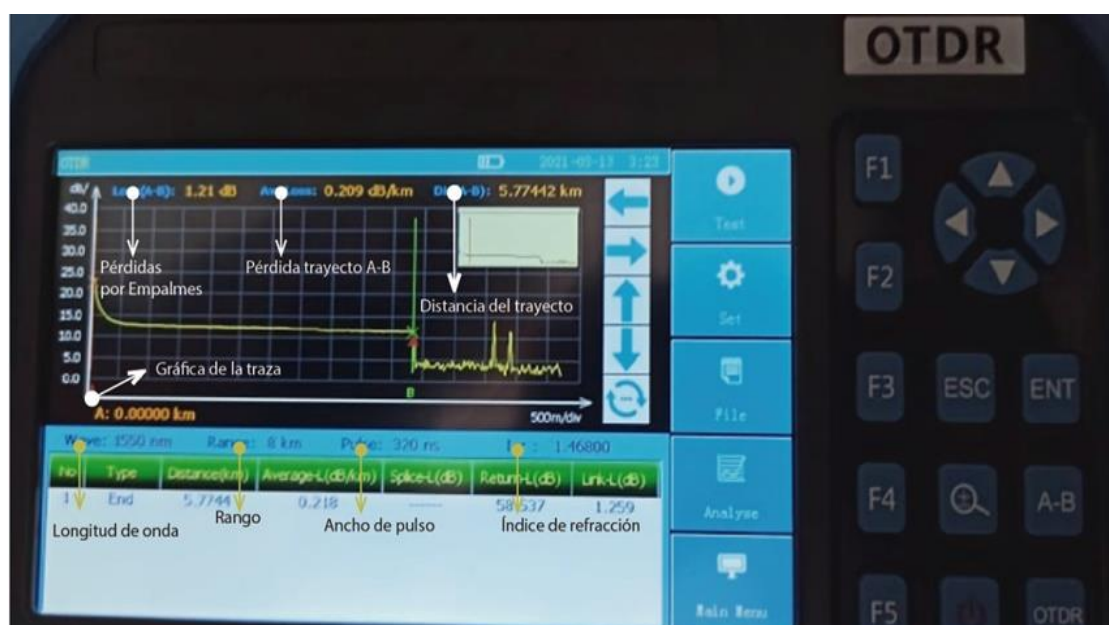 OTDR
OTDR 2021-03-13 3:23
dB/ Loss(A-B): 1.21 dB Ave Loss: 0.209 dB/km Dis(A-B): 5.77442 km
40.0
35.0
30.0
25.0
20.0
15.0
10.0
5.0
0.0
Pérdidas
por Empalmes
Pérdida trayecto A-B
Distancia del trayecto
Gráfica de la traza
B
A: 0.00000 km
500m/div
Wave: 1550 nm Range: 8 km Pulse: 320 ns 1.46800
No Type Distance(km) Average-L(dB/km) Splice-L(dB) Return-L(dB) Link-L(dB)
1 End 5.7744 0.218 ----- 58.537 1.259
Longitud de onda
Rango
Ancho de pulso
Índice de refracción
Test
Set
File
Analyse
Main Menu
F1
F2
F3 ESC ENT
F4 A-B
F5 OTDR